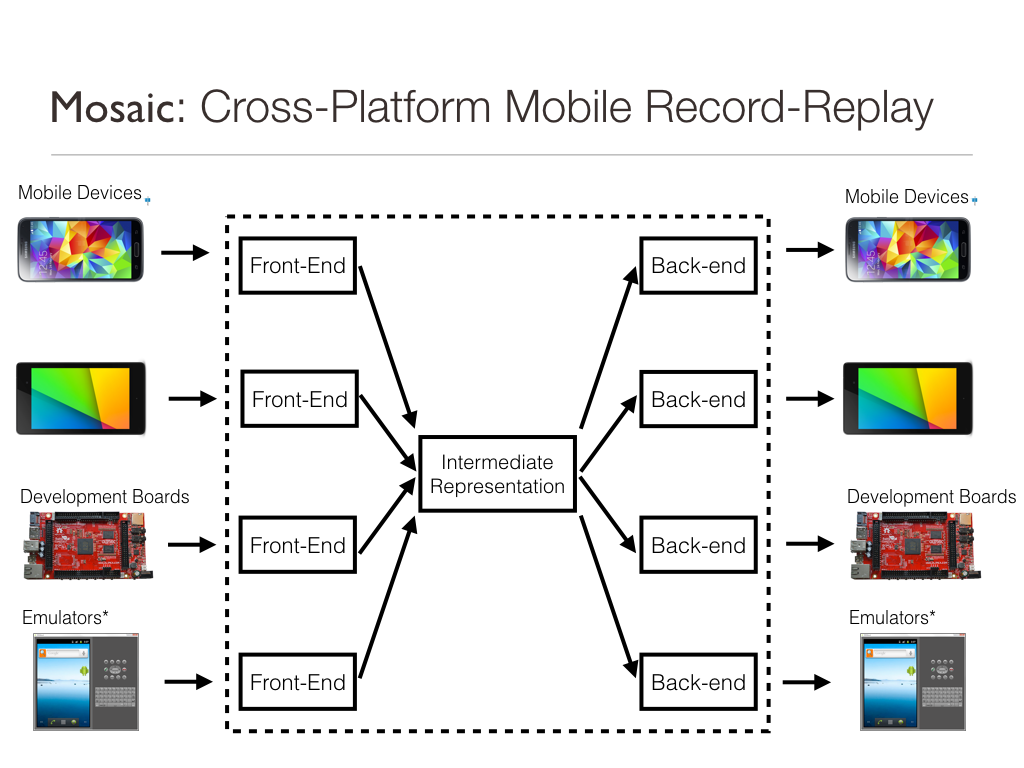 Mosaic: Cross-Platform Mobile Record-Replay
Mobile Devices
Mobile Devices
Front-End
Back-end
Front-End
Back-end
Intermediate
Representation
Development Boards
Development Boards
Front-End
Back-end
Emulators*
Emulators*
Front-End
Back-end